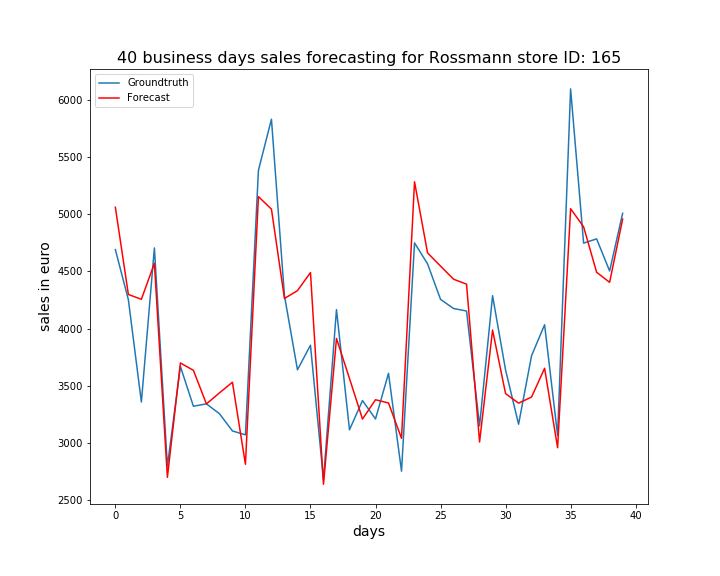 40 business days sales forecasting for Rossmann store ID: 165
Groundtruth
Forecast
sales in euro
6000
5500
5000
4500
4000
3500
3000
2500
0 5 10 15 20 25 30 35 40
days